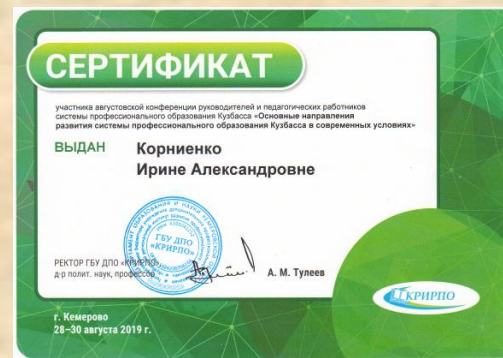 СЕРТИФИКАТ
участника августовской конференции руководителей и педагогических работников
системы профессионального образования Кузбасса «Основные направления
развития системы профессионального образования Кузбасса в современных условиях»
ВЫДАН Корниенко
Ирине Александровне
ГБУ ДПО
«КРИРПО»
РЕКТОР ГБУ ДПО «КРИРПО»
д-р полит. наук, профессор
А. М. Тулеев
КРИРПО
г. Кемерово
28–30 августа 2019 г.